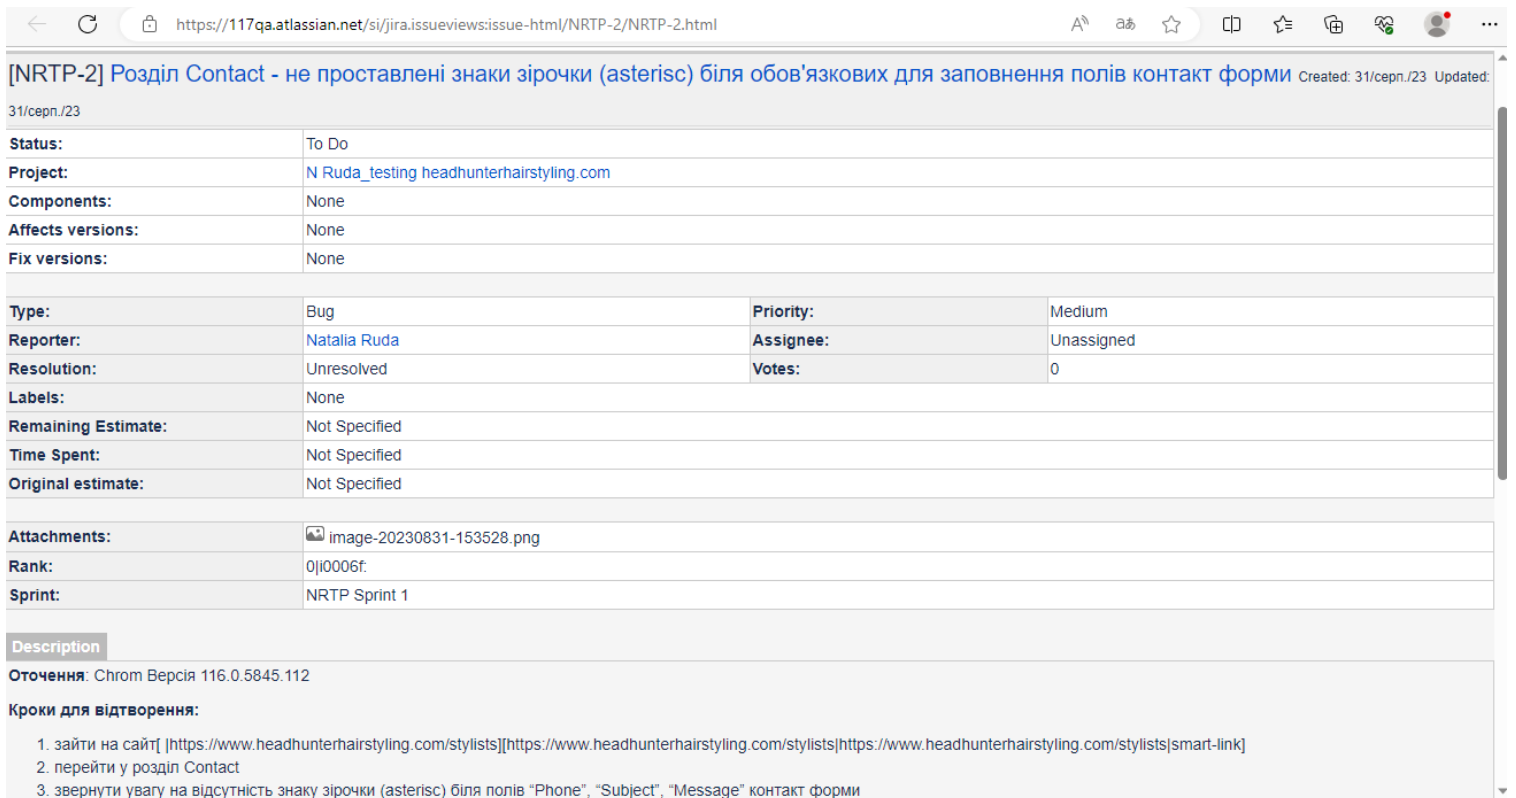 https://117qa.atlassian.net/si/jira.issueviews:issue-html/NRTP-2/NRTP-2.html
[NRTP-2] Розділ Contact - не проставлені знаки зірочки (asterisc) біля обов'язкових для заповнення полів контакт форми Created: 31/серп./23 Updated:
31/серп./23
Status: To Do
Project: N Ruda_testing headhunterhairstyling.com
Components: None
Affects versions: None
Fix versions: None
Type: Bug Priority: Medium
Reporter: Natalia Ruda Assignee: Unassigned
Resolution: Unresolved Votes: 0
Labels: None
Remaining Estimate: Not Specified
Time Spent: Not Specified
Original estimate: Not Specified
Attachments: image-20230831-153528.png
Rank: 0|i0006f:
Sprint: NRTP Sprint 1
Description
Оточення: Chrom Версія 116.0.5845.112
Кроки для відтворення:
1. зайти на сайт[ |https://www.headhunterhairstyling.com/stylists][https://www.headhunterhairstyling.com/stylists|https://www.headhunterhairstyling.com/stylists|smart-link]
2. перейти у розділ Contact
3. звернути увагу на відсутність знаку зірочки (asterisc) біля полів “Phone”, “Subject”, “Message” контакт форми